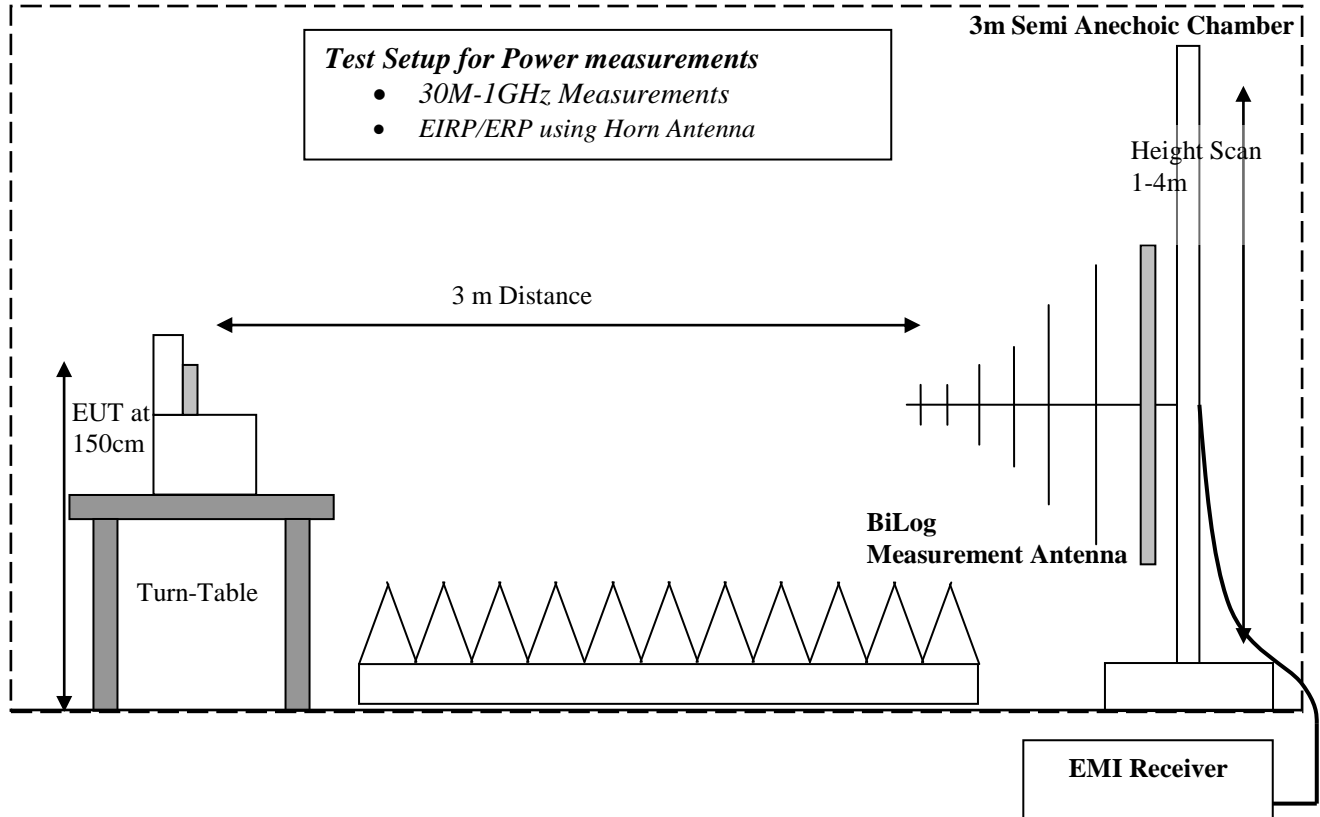 3m Semi Anechoic Chamber
Test Setup for Power measurements
• 30M-1GHz Measurements
• EIRP/ERP using Horn Antenna
Height Scan
1-4m
3 m Distance
EUT at
150cm
BiLog
Measurement Antenna
Turn-Table
EMI Receiver